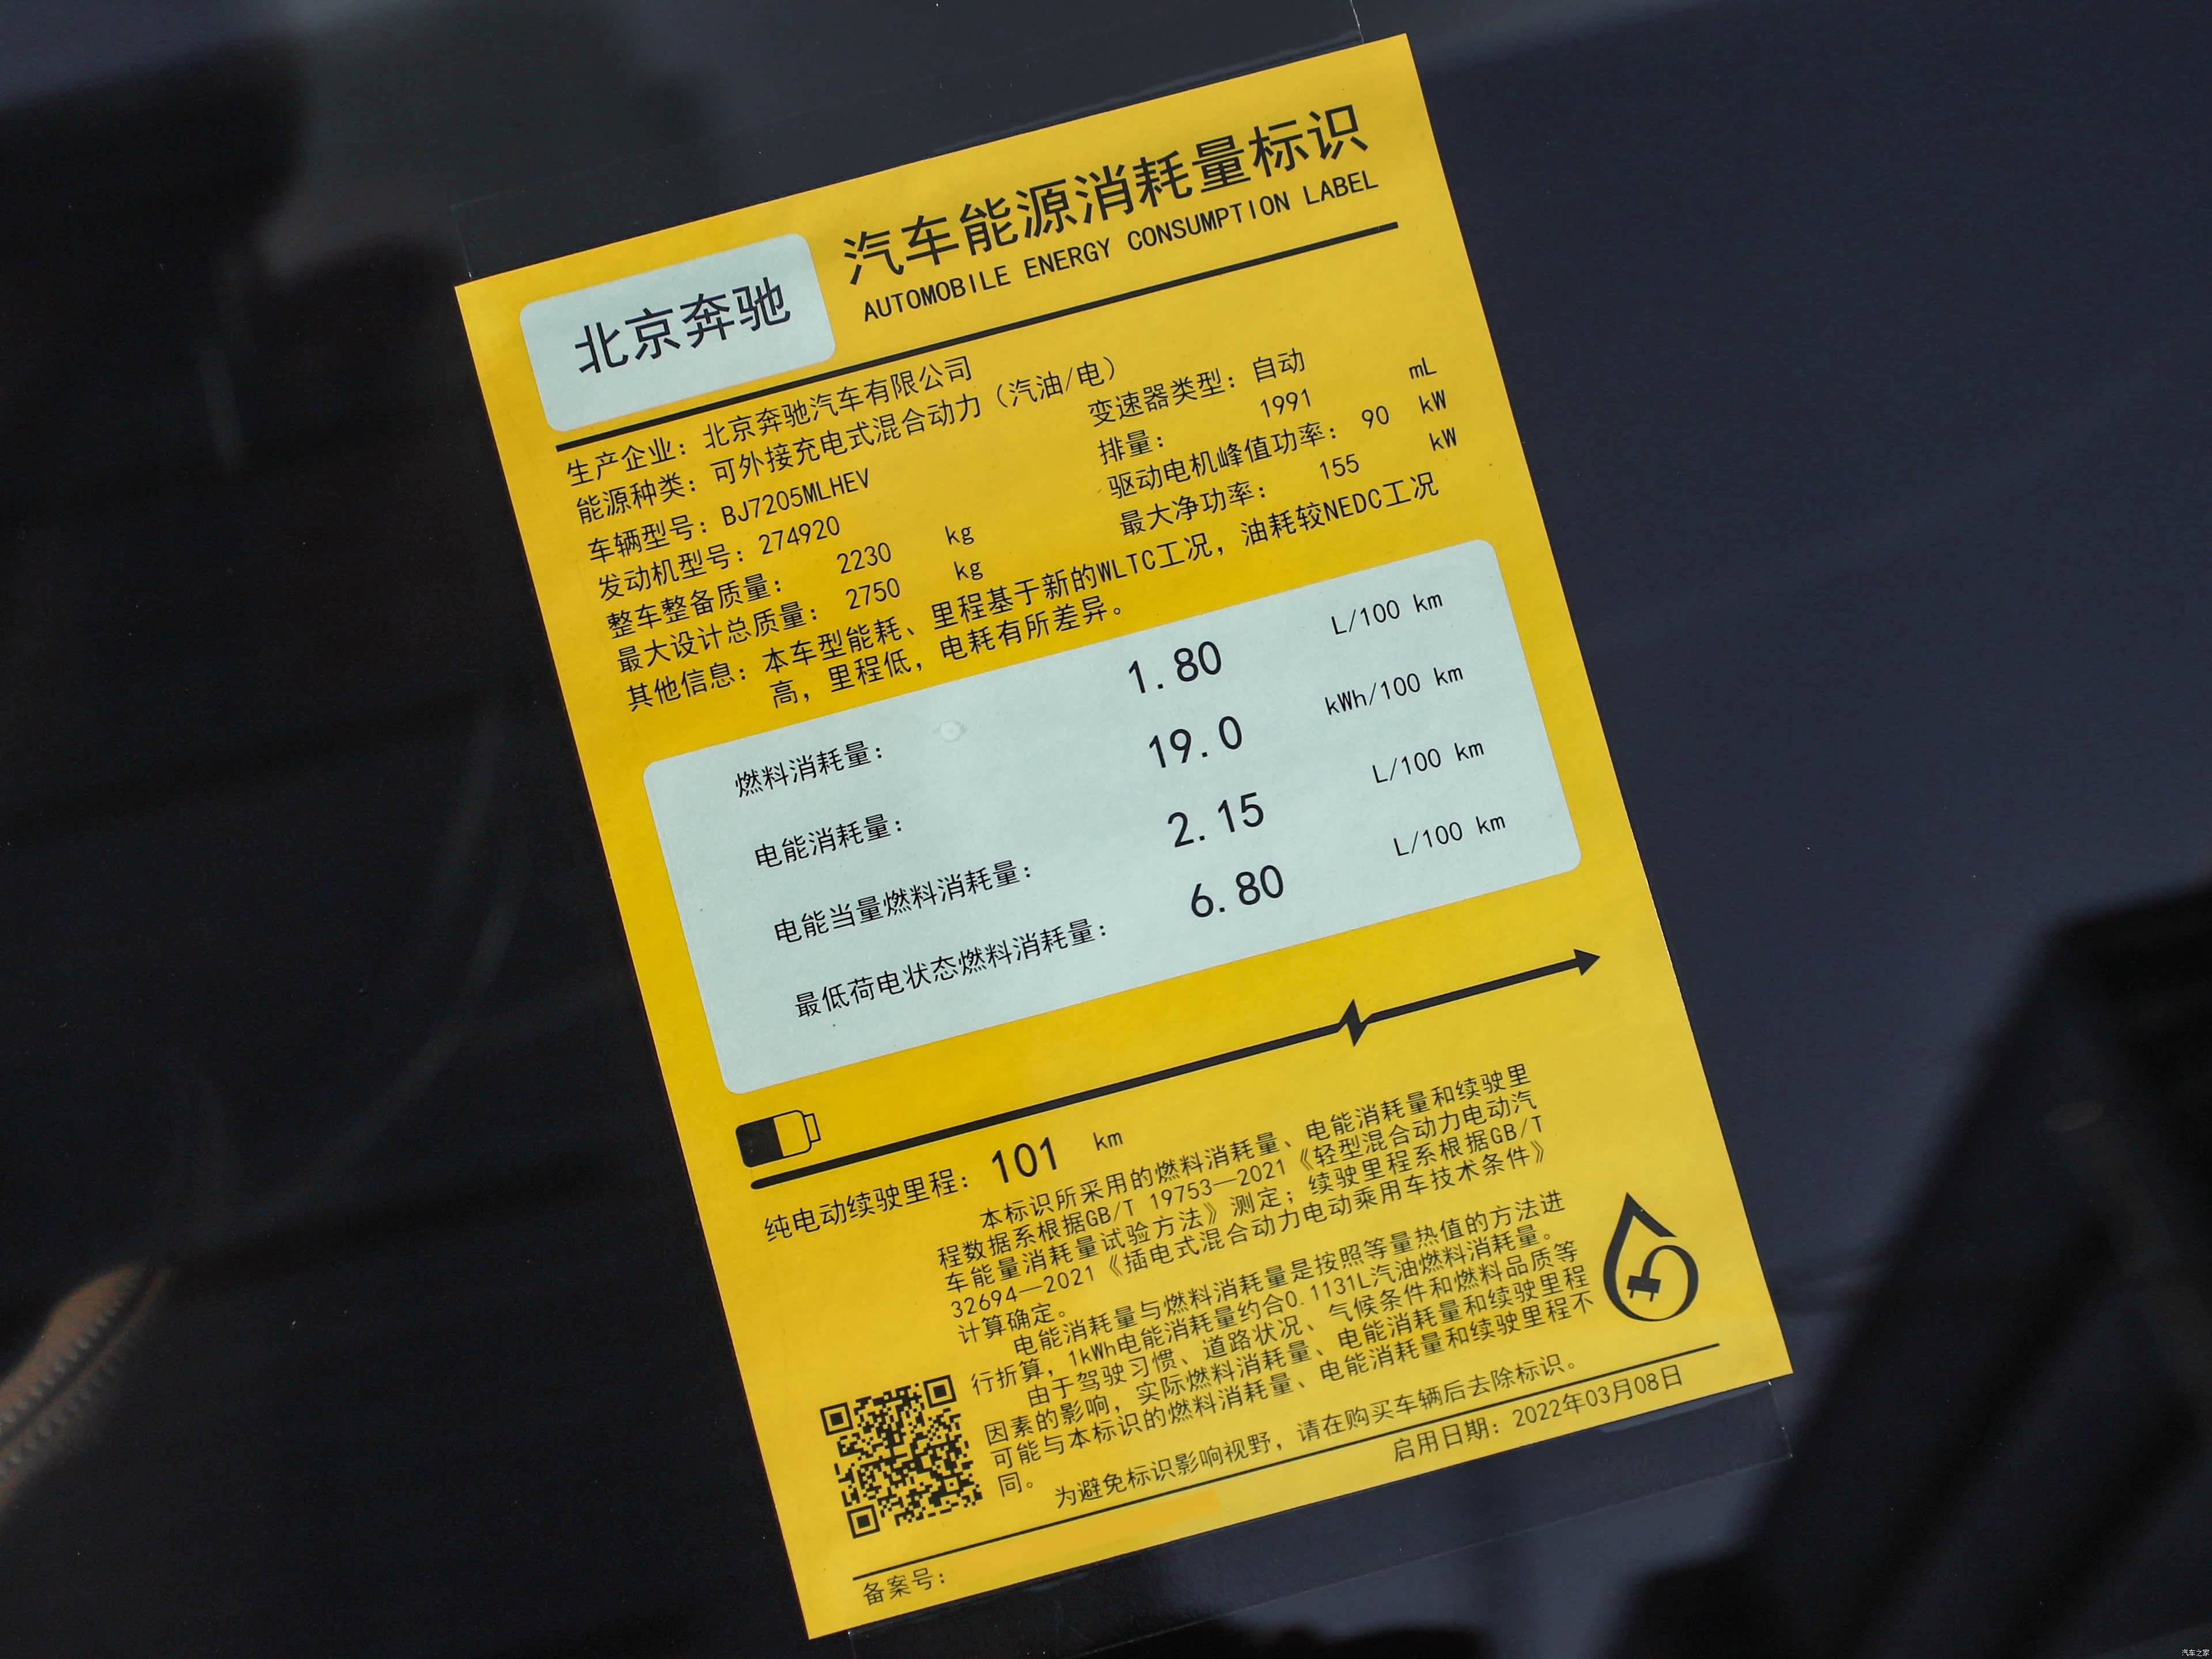 北京奔驰
汽车能源消耗量标识
AUTOMOBILE ENERGY CONSUMPTION LABEL
生产企业：北京奔驰汽车有限公司
能源种类：可外接充电式混合动力（汽油/电）
车辆型号：BJ7205MLHEV
变速器类型：自动
发动机型号：274920
排量：1991 mL
整车整备质量：2230 kg
驱动电机峰值功率：90 kW
最大设计总质量：2750 kg
最大净功率：155 kW
其他信息：本车型能耗、里程基于新的WLTC工况，油耗较NEDC工况
高，里程低，电耗有所差异。
燃料消耗量：1.80 L/100 km
电能消耗量：19.0 kWh/100 km
电能当量燃料消耗量：2.15 L/100 km
最低荷电状态燃料消耗量：6.80 L/100 km
纯电动续驶里程：101 km
本标识所采用的燃料消耗量、电能消耗量和续驶里
程数据系根据GB/T 19753—2021《轻型混合动力电动汽
车能量消耗量试验方法》测定；续驶里程系根据GB/T
32694—2021《插电式混合动力电动乘用车技术条件》
计算确定。
电能消耗量与燃料消耗量是按照等量热值的方法进
行折算，1kWh电能消耗量约合0.1131L汽油燃料消耗量。
由于驾驶习惯、道路状况、气候条件和燃料品质等
因素的影响，实际燃料消耗量、电能消耗量和续驶里程
可能与本标识的燃料消耗量、电能消耗量和续驶里程不
同。
为避免标识影响视野，请在购买车辆后去除标识。
启用日期：2022年03月08日
备案号：
汽车之家